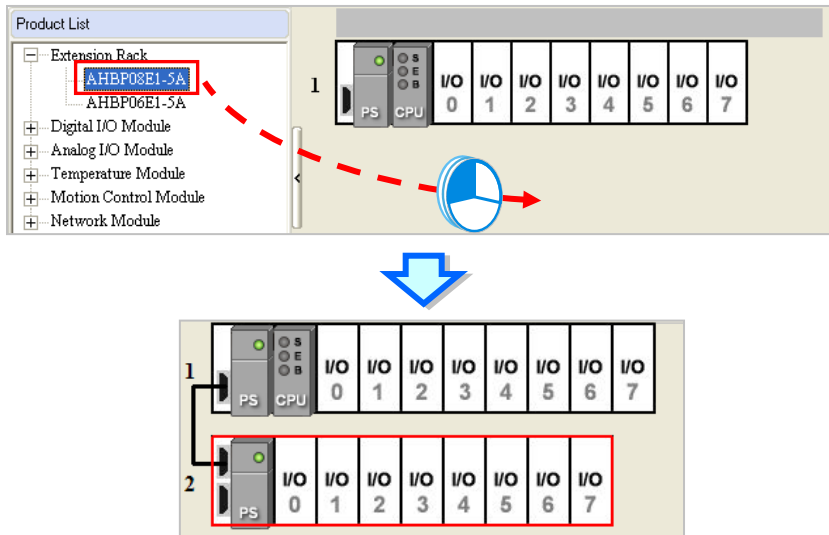 Product List
Extension Rack
AHBP08E1-5A
AHBP06E1-5A
Digital I/O Module
Analog I/O Module
Temperature Module
Motion Control Module
Network Module
1
PS
CPU
S
E
B
I/O I/O I/O I/O I/O I/O I/O I/O
0 1 2 3 4 5 6 7
1
PS
CPU
S
E
B
I/O I/O I/O I/O I/O I/O I/O I/O
0 1 2 3 4 5 6 7
2
PS
I/O I/O I/O I/O I/O I/O I/O I/O
0 1 2 3 4 5 6 7